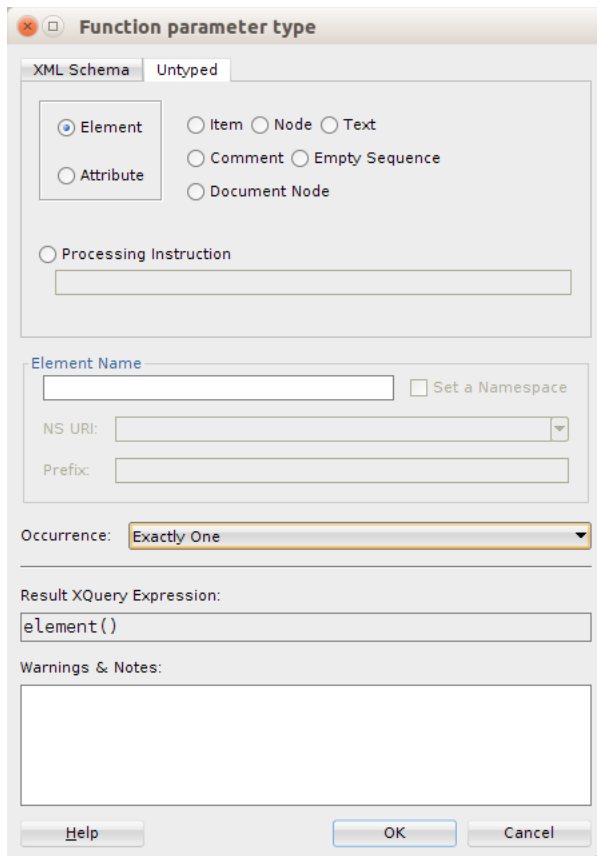 Function parameter type
XML Schema Untyped
Element Item Node Text
Comment Empty Sequence
Attribute
Document Node
Processing Instruction
Element Name
Set a Namespace
NS URI:
Prefix:
Occurrence: Exactly One
Result XQuery Expression:
element()
Warnings & Notes:
Help OK Cancel